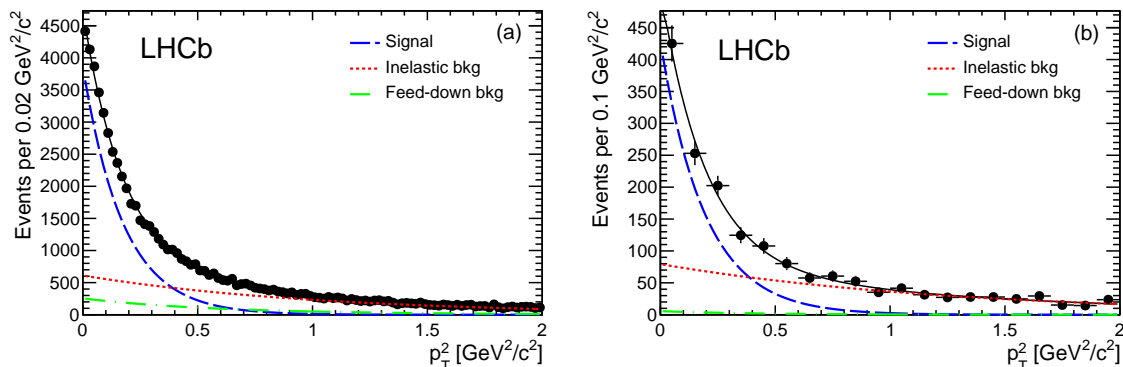 Events per 0.02 GeV²/c²
4500
4000
3500
3000
2500
2000
1500
1000
500
0
LHCb
(a)
Signal
Inelastic bkg
Feed-down bkg
0 0.5 1 1.5 2
p²_T [GeV²/c²]
Events per 0.1 GeV²/c²
450
400
350
300
250
200
150
100
50
0
LHCb
(b)
Signal
Inelastic bkg
Feed-down bkg
0 0.5 1 1.5 2
p²_T [GeV²/c²]